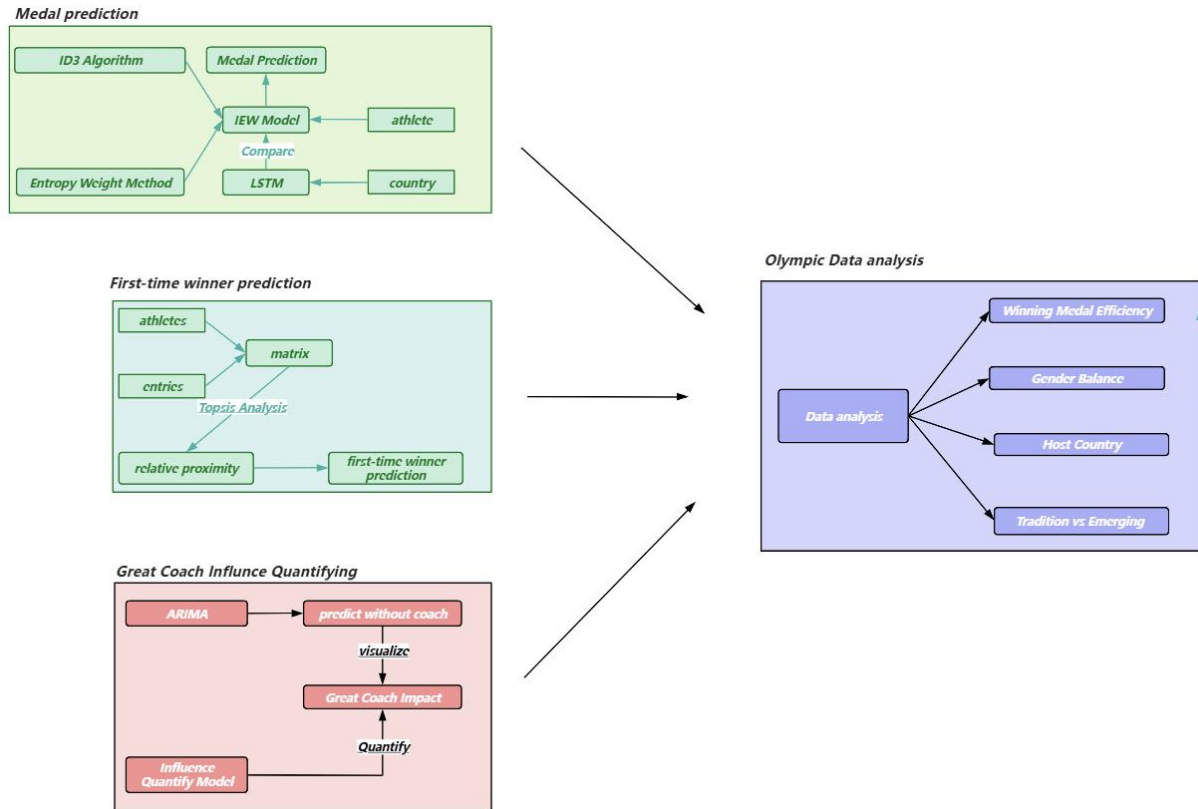 Medal prediction
ID3 Algorithm
Medal Prediction
IEW Model
athlete
Compare
Entropy Weight Method
LSTM
country
First-time winner prediction
athletes
matrix
entries
Topsis Analysis
relative proximity
first-time winner
prediction
Great Coach Influnce Quantifying
ARIMA
predict without coach
visualize
Great Coach Impact
Quantify
Influence
Quantify Model
Olympic Data analysis
Winning Medal Efficiency
Gender Balance
Data analysis
Host Country
Tradition vs Emerging